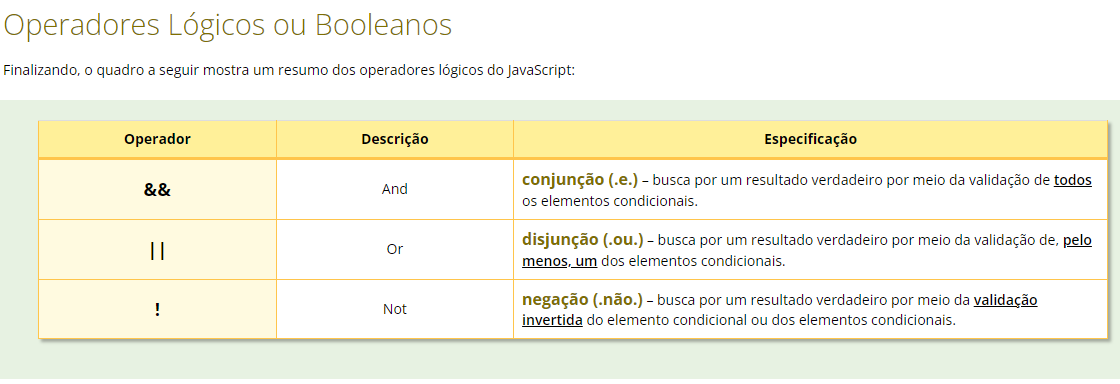 Operadores Lógicos ou Booleanos
Finalizando, o quadro a seguir mostra um resumo dos operadores lógicos do JavaScript:
Operador Descrição Especificação
&& And conjunção (.e.) – busca por um resultado verdadeiro por meio da validação de todos
os elementos condicionais.
|| Or disjunção (.ou.) – busca por um resultado verdadeiro por meio da validação de, pelo
menos, um dos elementos condicionais.
! Not negação (.não.) – busca por um resultado verdadeiro por meio da validação
invertida do elemento condicional ou dos elementos condicionais.